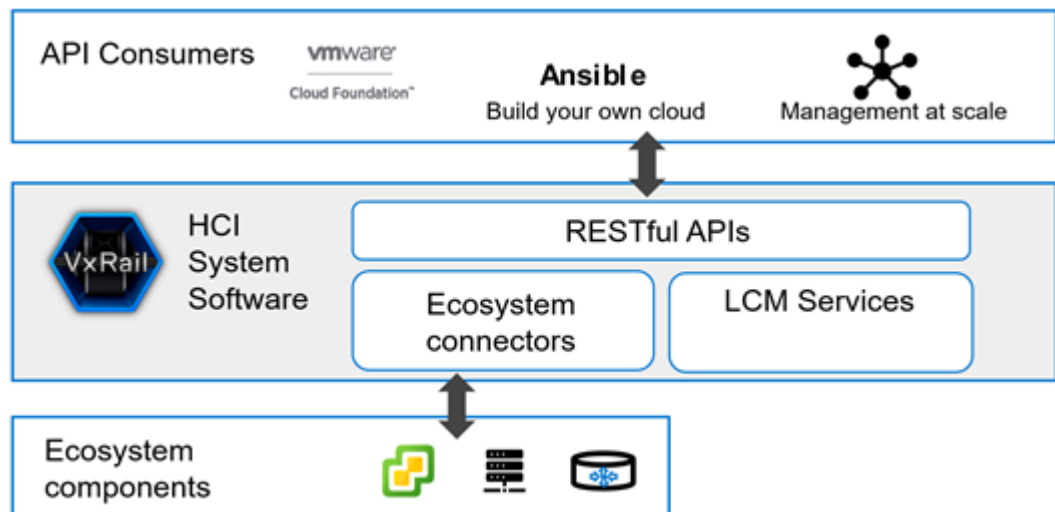 API Consumers
vmware®
Cloud Foundation™
Ansible
Build your own cloud
Management at scale
VxRail
HCI
System
Software
RESTful APIs
Ecosystem
connectors
LCM Services
Ecosystem
components